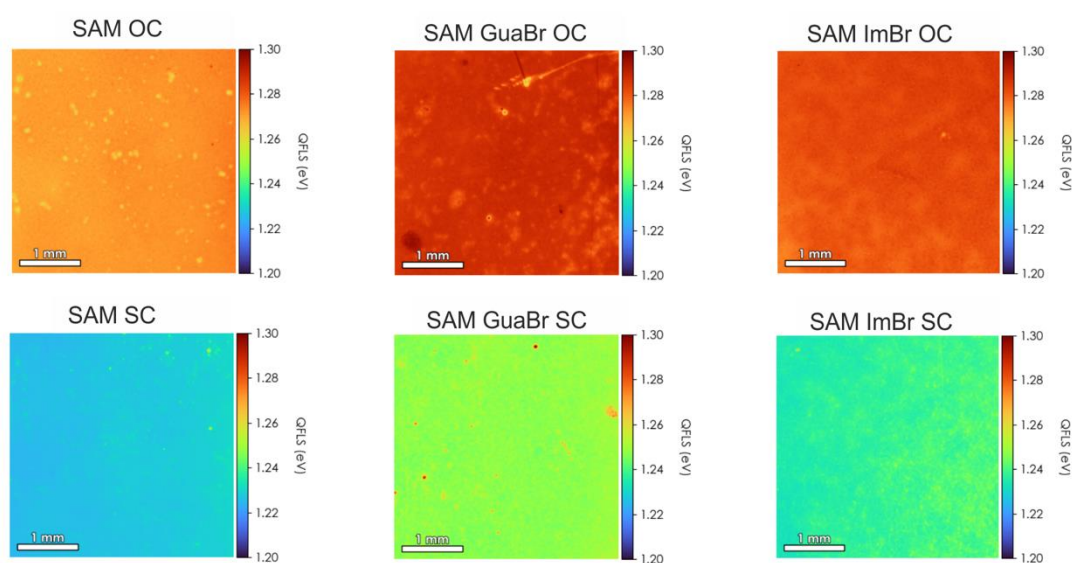 SAM OC
1.30
1.28
1.26
1.24
1.22
1.20
QFLS (eV)
1 mm
SAM GuaBr OC
1.30
1.28
1.26
1.24
1.22
1.20
QFLS (eV)
1 mm
SAM ImBr OC
1.30
1.28
1.26
1.24
1.22
1.20
QFLS (eV)
1 mm
SAM SC
1.30
1.28
1.26
1.24
1.22
1.20
QFLS (eV)
1 mm
SAM GuaBr SC
1.30
1.28
1.26
1.24
1.22
1.20
QFLS (eV)
1 mm
SAM ImBr SC
1.30
1.28
1.26
1.24
1.22
1.20
QFLS (eV)
1 mm